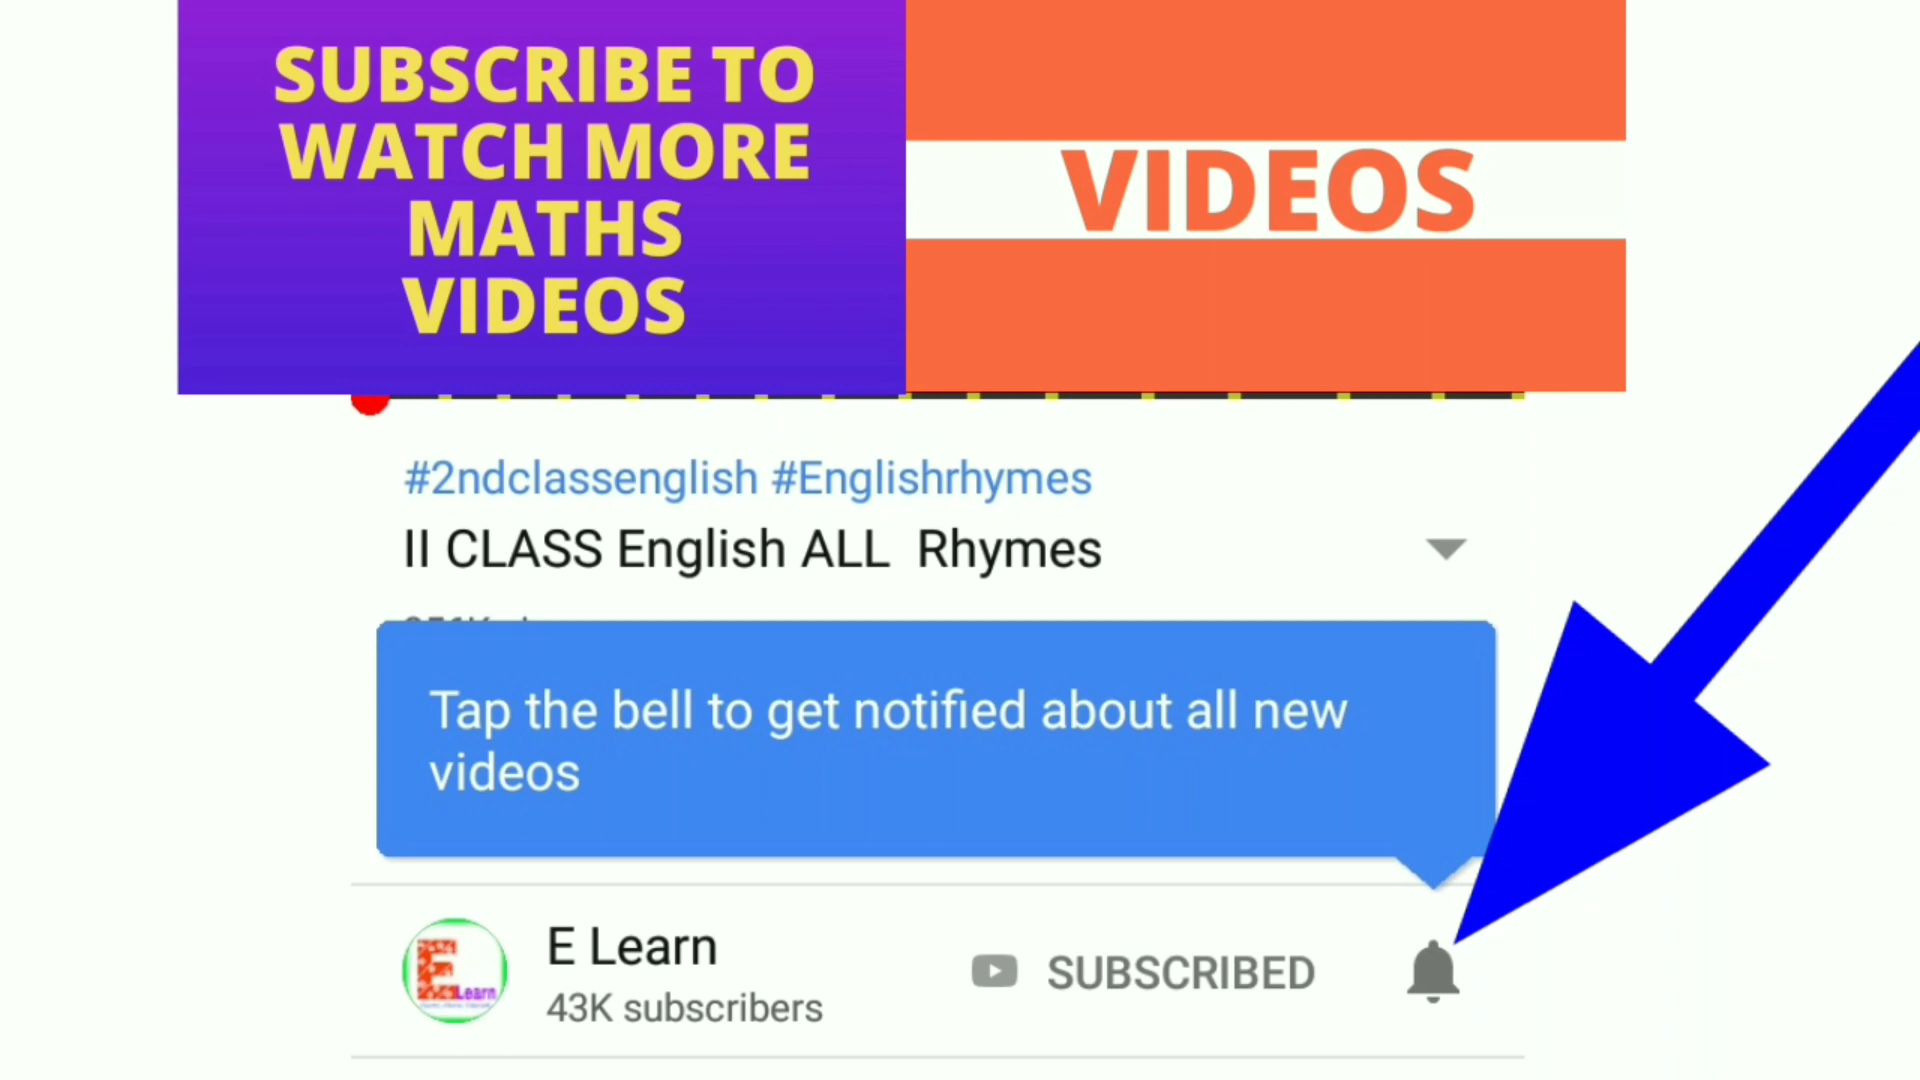 SUBSCRIBE TO
WATCH MORE
MATHS
VIDEOS
VIDEOS
#2ndclassenglish #Englishrhymes
II CLASS English ALL Rhymes
Tap the bell to get notified about all new
videos
E Learn
E Learn
43K subscribers
SUBSCRIBED